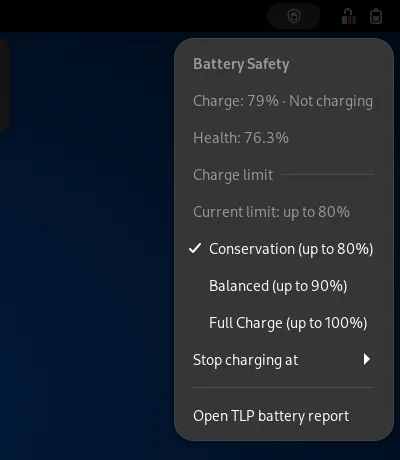 Battery Safety
Charge: 79% · Not charging
Health: 76.3%
Charge limit
Current limit: up to 80%
Conservation (up to 80%)
Balanced (up to 90%)
Full Charge (up to 100%)
Stop charging at
Open TLP battery report